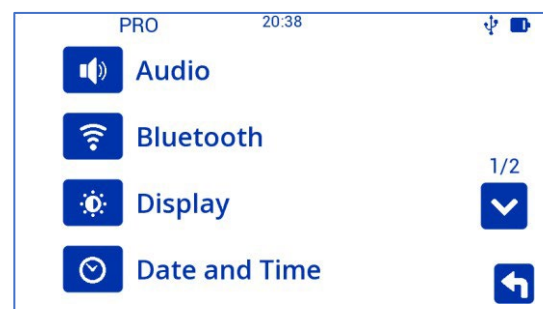 PRO 20:38
Audio
Bluetooth
1/2
Display
Date and Time